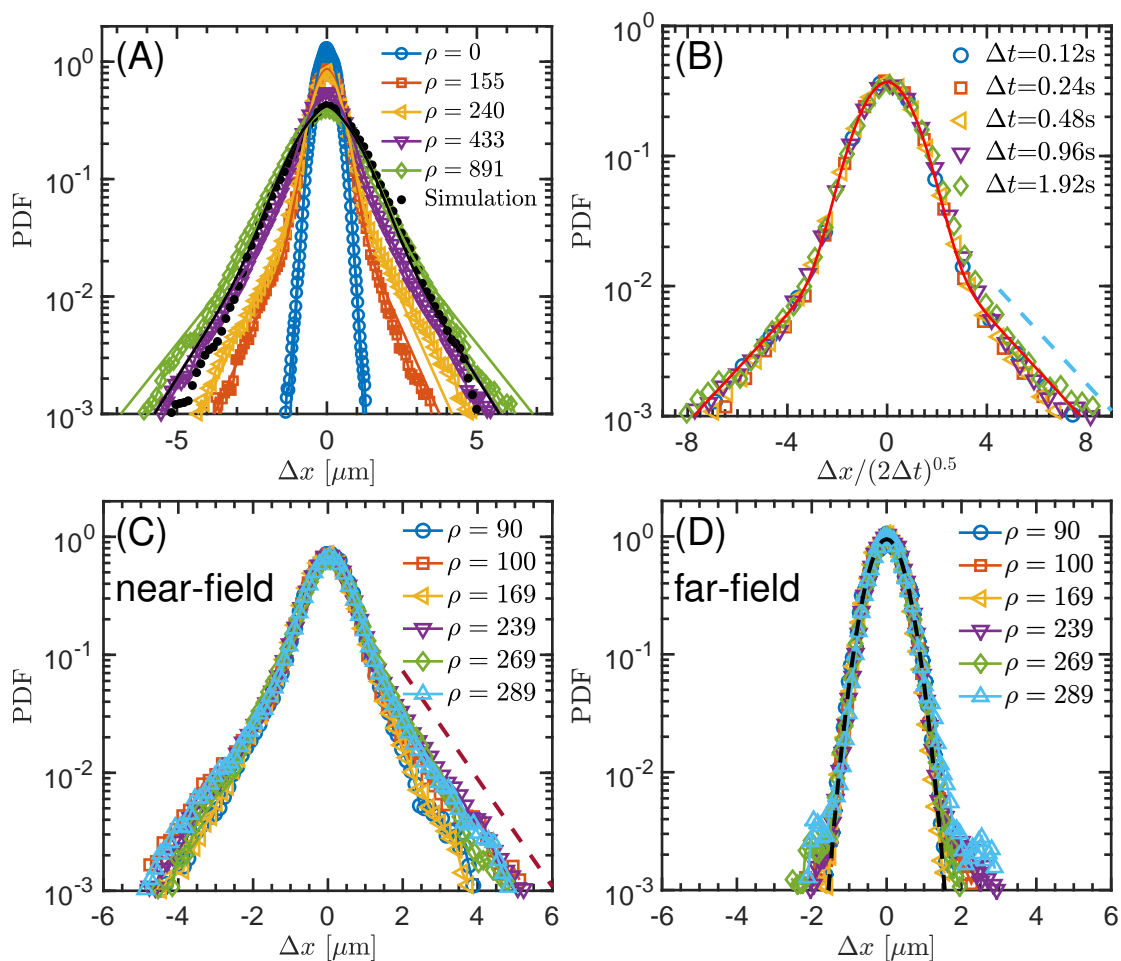 (A)
ρ = 0
ρ = 155
ρ = 240
ρ = 433
ρ = 891
Simulation
10^0
10^-1
10^-2
10^-3
PDF
-5 0 5
Δx [μm]
(B)
Δt=0.12s
Δt=0.24s
Δt=0.48s
Δt=0.96s
Δt=1.92s
10^0
10^-1
10^-2
10^-3
PDF
-8 -4 0 4 8
Δx/(2Δt)^0.5
(C)
near-field
ρ = 90
ρ = 100
ρ = 169
ρ = 239
ρ = 269
ρ = 289
10^0
10^-1
10^-2
10^-3
PDF
-6 -4 -2 0 2 4 6
Δx [μm]
(D)
far-field
ρ = 90
ρ = 100
ρ = 169
ρ = 239
ρ = 269
ρ = 289
10^0
10^-1
10^-2
10^-3
PDF
-6 -4 -2 0 2 4 6
Δx [μm]